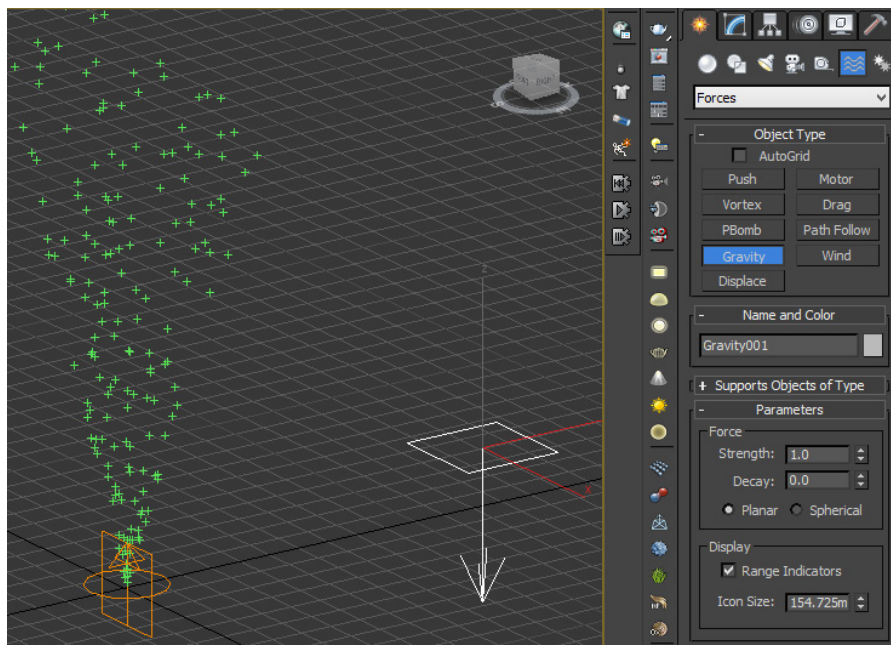 Forces
- Object Type
AutoGrid
Push Motor
Vortex Drag
PBomb Path Follow
Gravity Wind
Displace
- Name and Color
Gravity001
+ Supports Objects of Type
- Parameters
Force
Strength: 1.0
Decay: 0.0
Planar Spherical
Display
Range Indicators
Icon Size: 154.725m
z
x